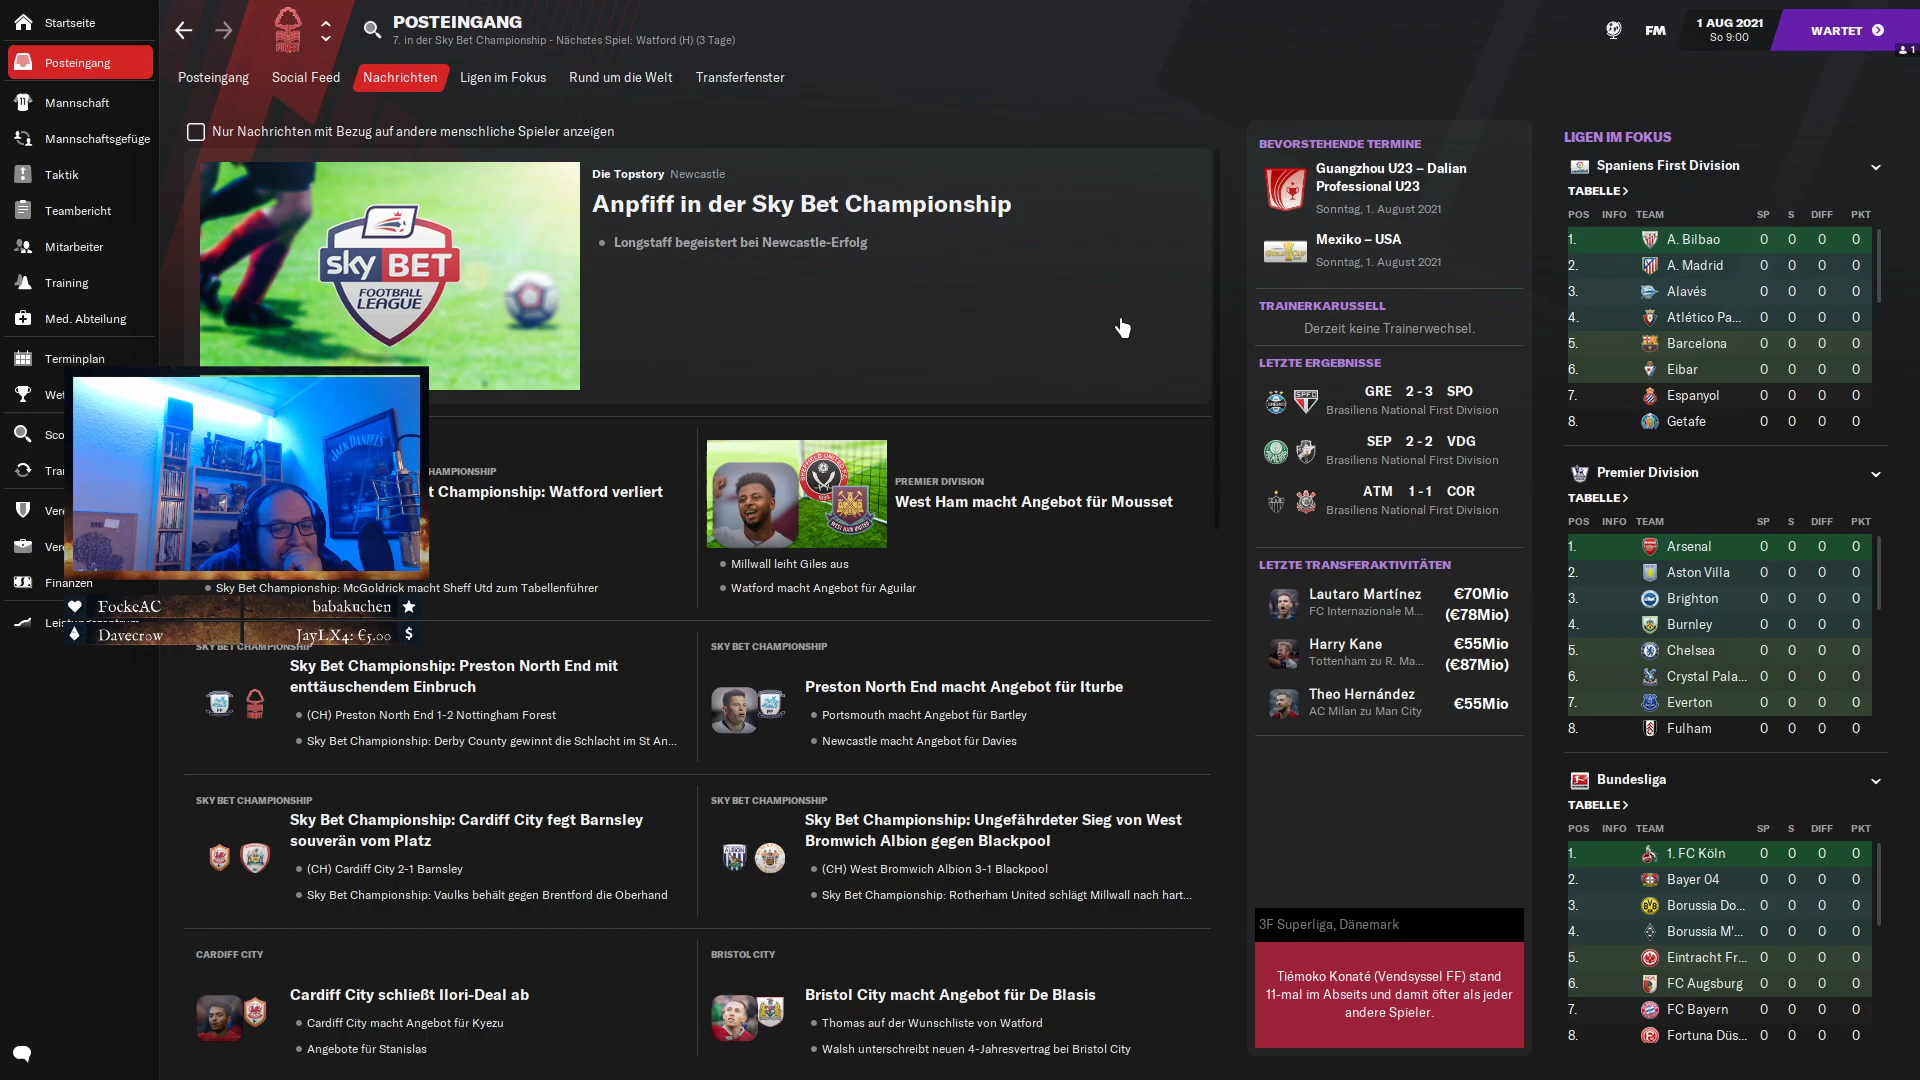 Startseite
Posteingang
Mannschaft
Mannschaftsgefüge
Taktik
Teambericht
Mitarbeiter
Training
Med. Abteilung
Terminplan
Wet
Sco
Tra
Ver
Ver
Finanzen
POSTEINGANG
7. in der Sky Bet Championship - Nächstes Spiel: Watford (H) (3 Tage)
FM
1 AUG 2021
So 9:00
WARTET
1
Posteingang Social Feed Nachrichten Ligen im Fokus Rund um die Welt Transferfenster
Nur Nachrichten mit Bezug auf andere menschliche Spieler anzeigen
sky BET
FOOTBALL
LEAGUE
Die Topstory Newcastle
Anpfiff in der Sky Bet Championship
Longstaff begeistert bei Newcastle-Erfolg
HAMPIONSHIP
t Championship: Watford verliert
Sky Bet Championship: McGoldrick macht Sheff Utd zum Tabellenführer
PREMIER DIVISION
West Ham macht Angebot für Mousset
Millwall leiht Giles aus
Watford macht Angebot für Aguilar
JACK DANIEL'S
FockeAC
babakuchen
Davecrow
JayLX4: €5.00
SKY BET CHAMPIONSHIP
Sky Bet Championship: Preston North End mit
enttäuschendem Einbruch
(CH) Preston North End 1-2 Nottingham Forest
Sky Bet Championship: Derby County gewinnt die Schlacht im St An...
SKY BET CHAMPIONSHIP
Preston North End macht Angebot für Iturbe
Portsmouth macht Angebot für Bartley
Newcastle macht Angebot für Davies
SKY BET CHAMPIONSHIP
Sky Bet Championship: Cardiff City fegt Barnsley
souverän vom Platz
(CH) Cardiff City 2-1 Barnsley
Sky Bet Championship: Vaulks behält gegen Brentford die Oberhand
SKY BET CHAMPIONSHIP
Sky Bet Championship: Ungefährdeter Sieg von West
Bromwich Albion gegen Blackpool
(CH) West Bromwich Albion 3-1 Blackpool
Sky Bet Championship: Rotherham United schlägt Millwall nach hart...
CARDIFF CITY
Cardiff City schließt Ilori-Deal ab
Cardiff City macht Angebot für Kyezu
Angebote für Stanislas
BRISTOL CITY
Bristol City macht Angebot für De Blasis
Thomas auf der Wunschliste von Watford
Walsh unterschreibt neuen 4-Jahresvertrag bei Bristol City
BEVORSTEHENDE TERMINE
Guangzhou U23 – Dalian
Professional U23
Sonntag, 1. August 2021
Mexiko – USA
Sonntag, 1. August 2021
TRAINERKARUSSELL
Derzeit keine Trainerwechsel.
LETZTE ERGEBNISSE
GRE 2 - 3 SPO
Brasiliens National First Division
SEP 2 - 2 VDG
Brasiliens National First Division
ATM 1 - 1 COR
Brasiliens National First Division
LETZTE TRANSFERAKTIVITÄTEN
Lautaro Martínez €70Mio
FC Internazionale M... (€78Mio)
Harry Kane €55Mio
Tottenham zu R. Ma... (€87Mio)
Theo Hernández €55Mio
AC Milan zu Man City
3F Superliga, Dänemark
Tiémoko Konaté (Vendsyssel FF) stand
11-mal im Abseits und damit öfter als jeder
andere Spieler.
LIGEN IM FOKUS
Spaniens First Division
TABELLE
POS INFO TEAM SP S DIFF PKT
1. A. Bilbao 0 0 0 0
2. A. Madrid 0 0 0 0
3. Alavés 0 0 0 0
4. Atlético Pa... 0 0 0 0
5. Barcelona 0 0 0 0
6. Eibar 0 0 0 0
7. Espanyol 0 0 0 0
8. Getafe 0 0 0 0
Premier Division
TABELLE
POS INFO TEAM SP S DIFF PKT
1. Arsenal 0 0 0 0
2. Aston Villa 0 0 0 0
3. Brighton 0 0 0 0
4. Burnley 0 0 0 0
5. Chelsea 0 0 0 0
6. Crystal Pala... 0 0 0 0
7. Everton 0 0 0 0
8. Fulham 0 0 0 0
Bundesliga
TABELLE
POS INFO TEAM SP S DIFF PKT
1. 1. FC Köln 0 0 0 0
2. Bayer 04 0 0 0 0
3. Borussia Do... 0 0 0 0
4. Borussia M'... 0 0 0 0
5. Eintracht Fr... 0 0 0 0
6. FC Augsburg 0 0 0 0
7. FC Bayern 0 0 0 0
8. Fortuna Düs... 0 0 0 0